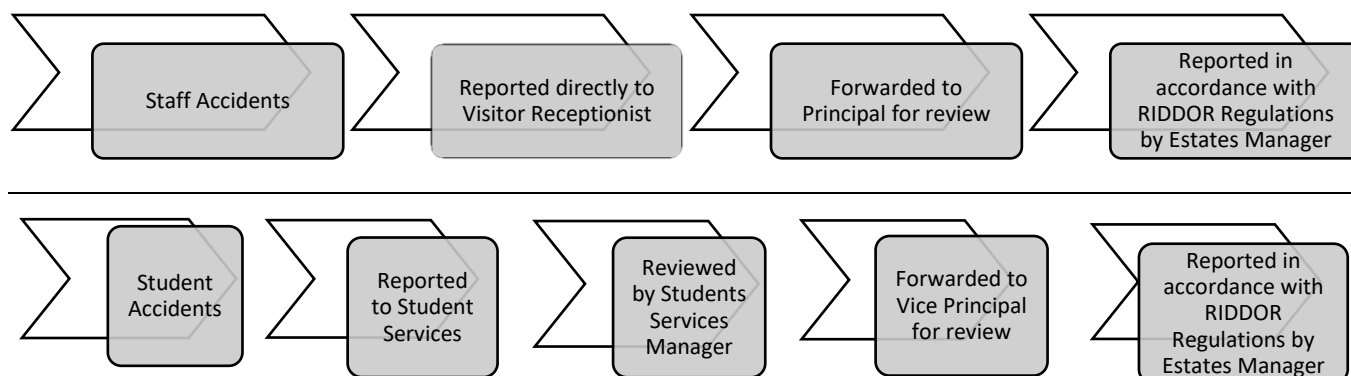 Staff Accidents
Reported directly to
Visitor Receptionist
Forwarded to
Principal for review
Reported in
accordance with
RIDDOR Regulations
by Estates Manager
Student
Accidents
Reported
to Student
Services
Reviewed
by Students
Services
Manager
Forwarded to
Vice Principal
for review
Reported in
accordance with
RIDDOR
Regulations by
Estates Manager